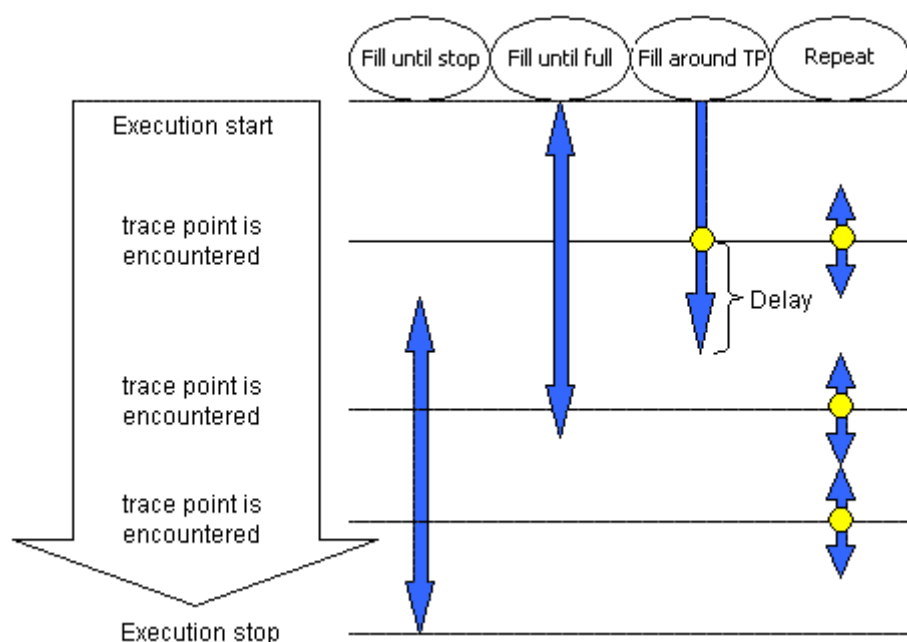 Fill until stop
Fill until full
Fill around TP
Repeat
Execution start
trace point is
encountered
Delay
trace point is
encountered
trace point is
encountered
Execution stop